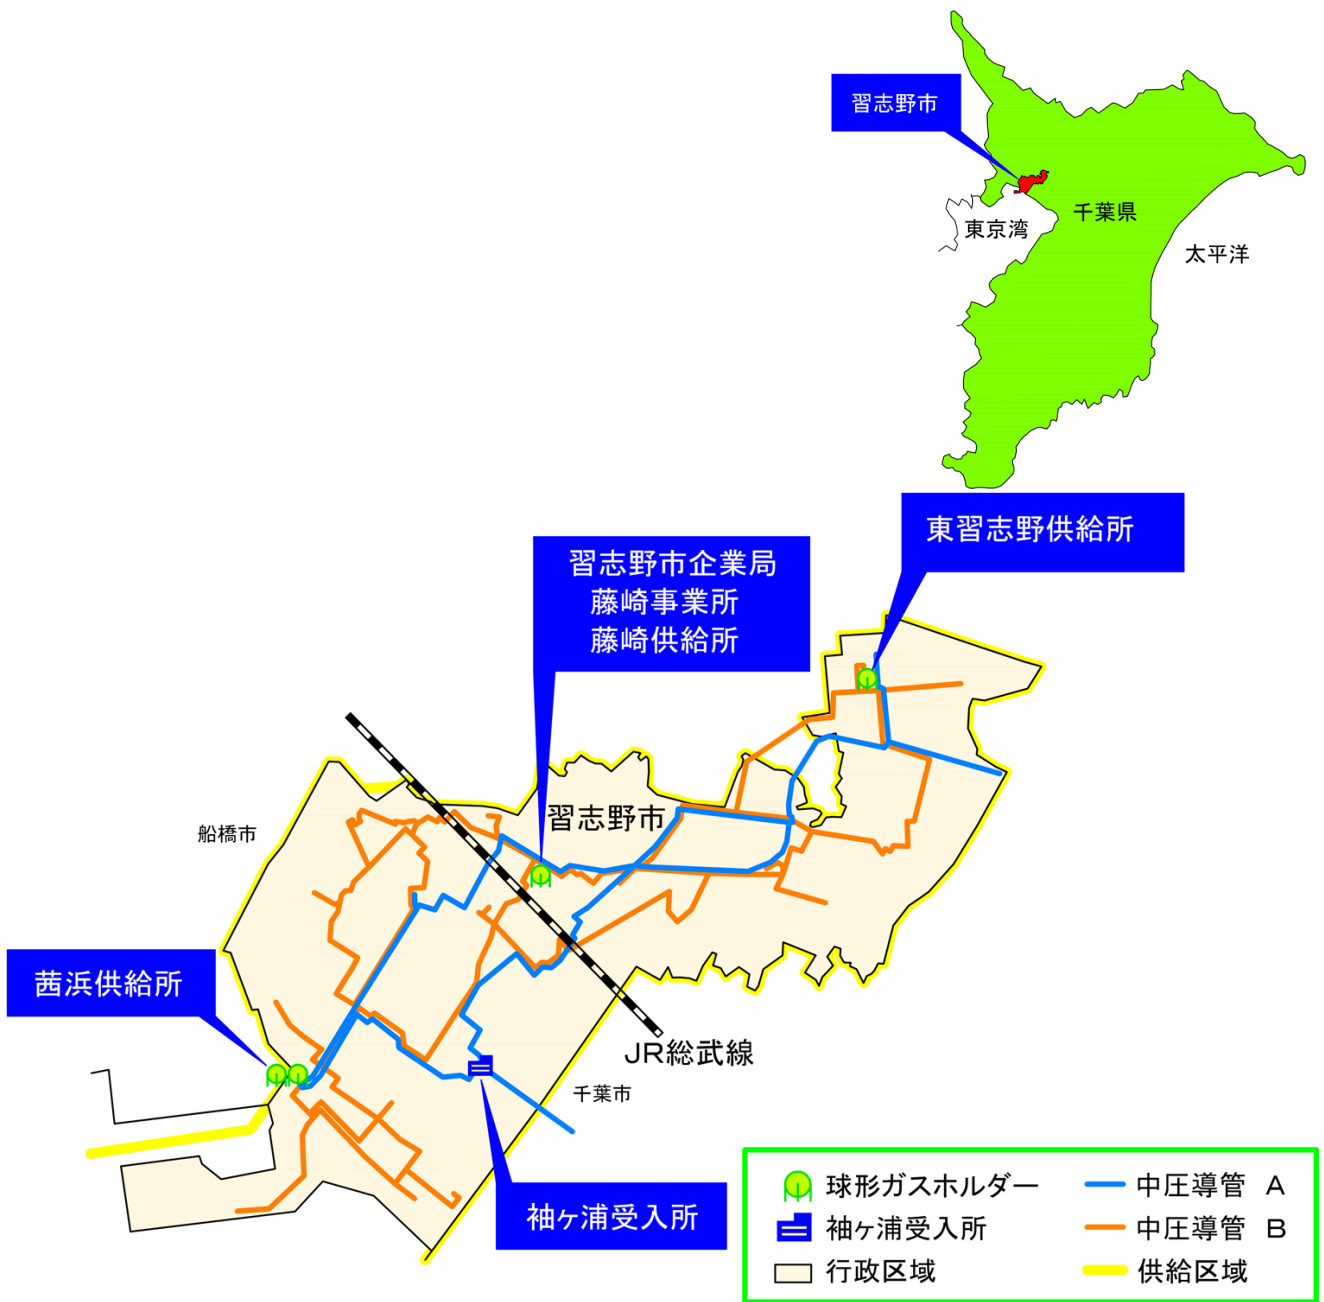 習志野市
千葉県
東京湾
太平洋
東習志野供給所
習志野市企業局
藤崎事業所
藤崎供給所
習志野市
船橋市
茜浜供給所
JR総武線
千葉市
袖ヶ浦受入所
球形ガスホルダー
中圧導管 A
袖ヶ浦受入所
中圧導管 B
行政区域
供給区域